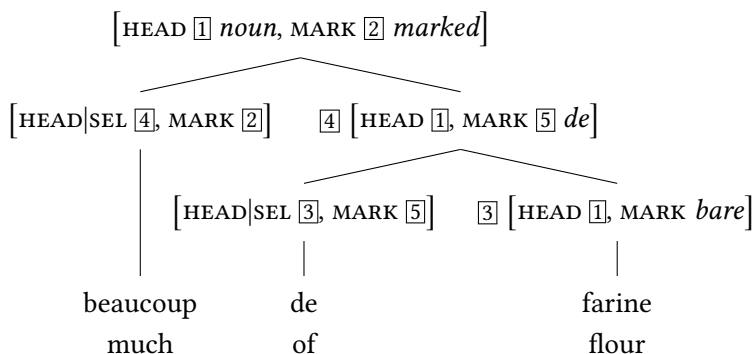 [HEAD 1 noun, MARK 2 marked]
[HEAD|SEL 4, MARK 2] 4 [HEAD 1, MARK 5 de]
[HEAD|SEL 3, MARK 5] 3 [HEAD 1, MARK bare]
beaucoup de farine
much of flour